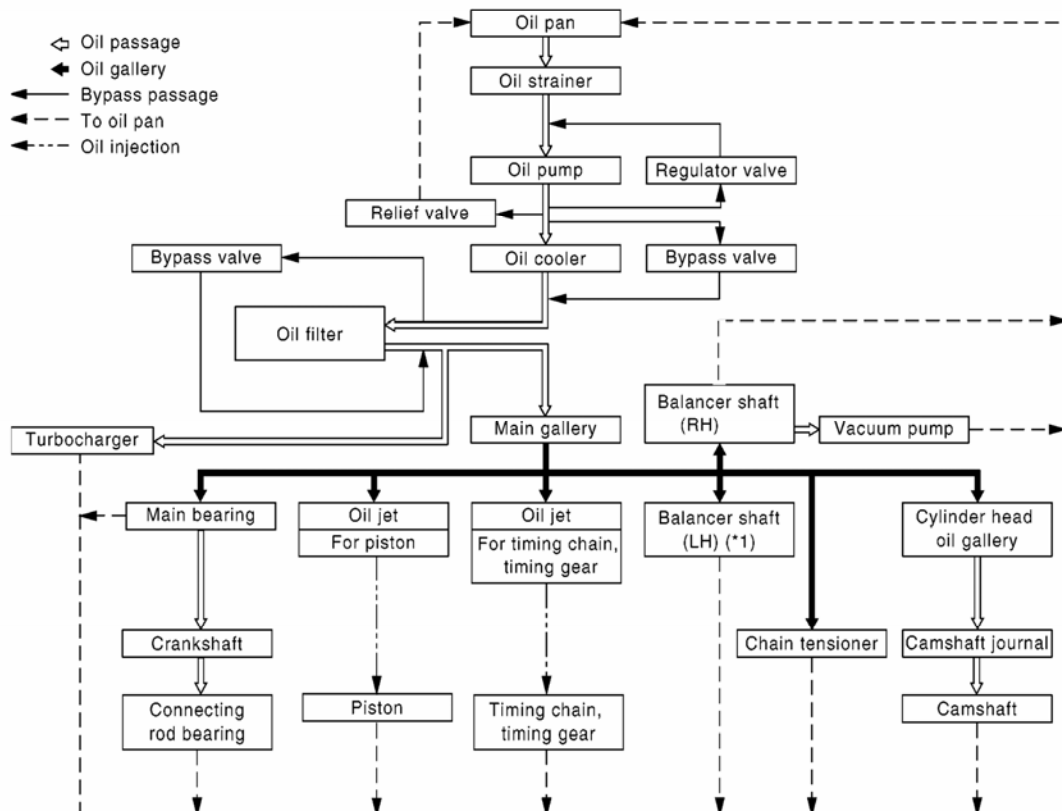 Oil pan
Oil passage
Oil gallery
Bypass passage
To oil pan
Oil injection
Oil strainer
Oil pump
Regulator valve
Relief valve
Bypass valve
Oil cooler
Bypass valve
Oil filter
Balancer shaft
(RH)
Vacuum pump
Turbocharger
Main gallery
Main bearing
Oil jet
For piston
Oil jet
For timing chain,
timing gear
Balancer shaft
(LH) (*1)
Cylinder head
oil gallery
Crankshaft
Chain tensioner
Camshaft journal
Connecting
rod bearing
Piston
Timing chain,
timing gear
Camshaft